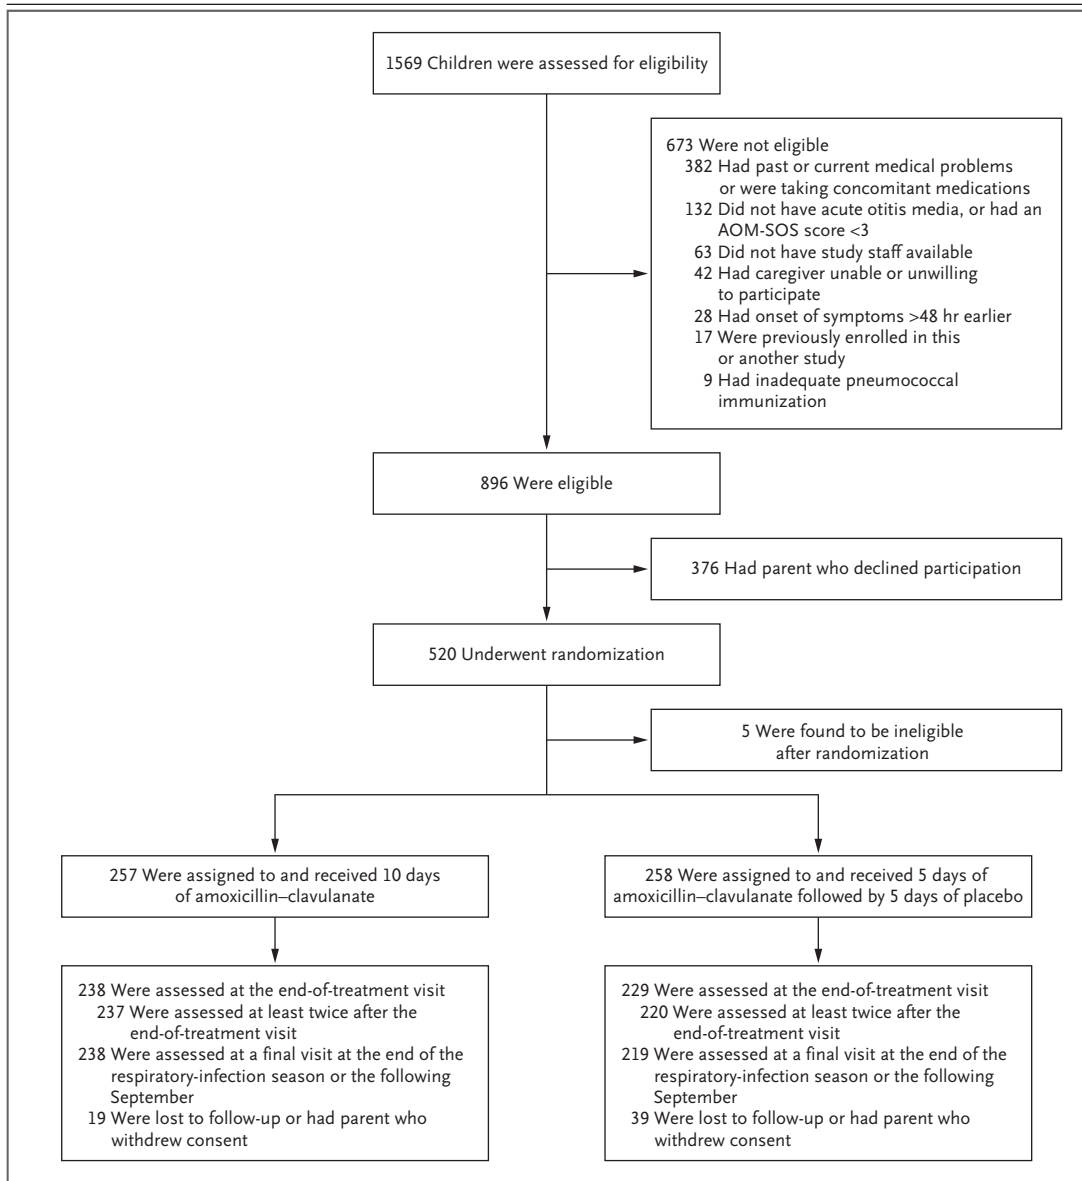 1569 Children were assessed for eligibility
673 Were not eligible
382 Had past or current medical problems
or were taking concomitant medications
132 Did not have acute otitis media, or had an
AOM-SOS score <3
63 Did not have study staff available
42 Had caregiver unable or unwilling
to participate
28 Had onset of symptoms >48 hr earlier
17 Were previously enrolled in this
or another study
9 Had inadequate pneumococcal
immunization
896 Were eligible
376 Had parent who declined participation
520 Underwent randomization
5 Were found to be ineligible
after randomization
257 Were assigned to and received 10 days
of amoxicillin–clavulanate
258 Were assigned to and received 5 days of
amoxicillin–clavulanate followed by 5 days of placebo
238 Were assessed at the end-of-treatment visit
237 Were assessed at least twice after the
end-of-treatment visit
238 Were assessed at a final visit at the end of the
respiratory-infection season or the following
September
19 Were lost to follow-up or had parent who
withdrew consent
229 Were assessed at the end-of-treatment visit
220 Were assessed at least twice after the
end-of-treatment visit
219 Were assessed at a final visit at the end of the
respiratory-infection season or the following
September
39 Were lost to follow-up or had parent who
withdrew consent